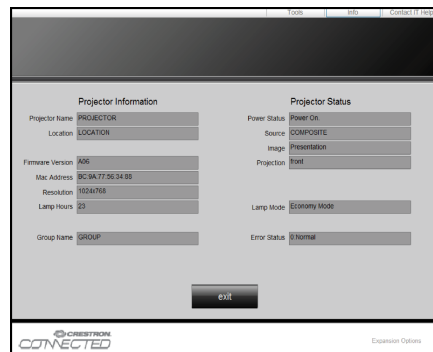 Tools Info Contact IT Help
Projector Information Projector Status
Projector Name PROJECTOR Power Status Power On.
Location LOCATION Source COMPOSITE
Image Presentation
Firmware Version A06 Projection front
Mac Address BC:9A:77:56:34:88
Resolution 1024x768
Lamp Hours 23 Lamp Mode Economy Mode
Group Name GROUP Error Status 0:Normal
exit
CRESTRON
CONNECTED
Expansion Options